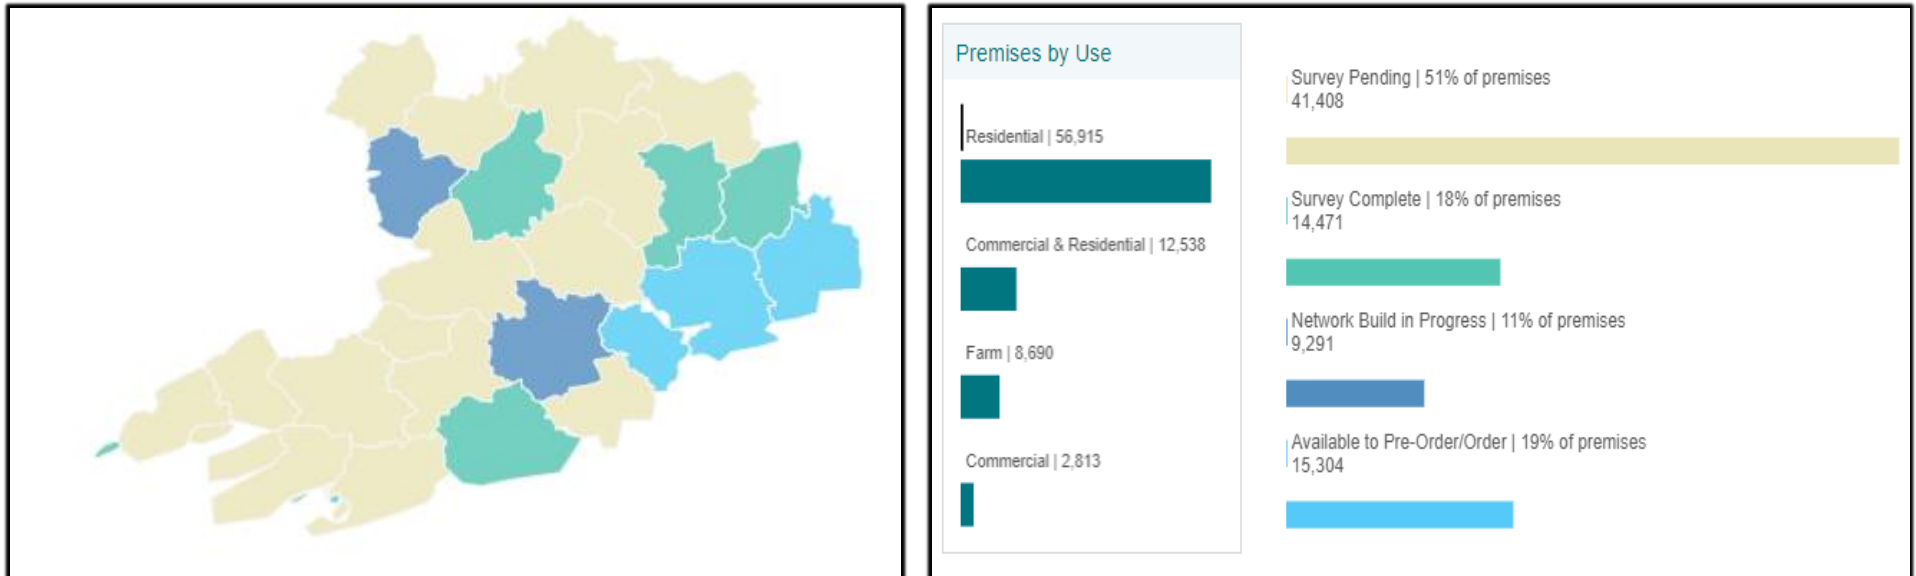 Premises by Use
Residential | 56,915
Commercial & Residential | 12,538
Farm | 8,690
Commercial | 2,813
Survey Pending | 51% of premises
41,408
Survey Complete | 18% of premises
14,471
Network Build in Progress | 11% of premises
9,291
Available to Pre-Order/Order | 19% of premises
15,304